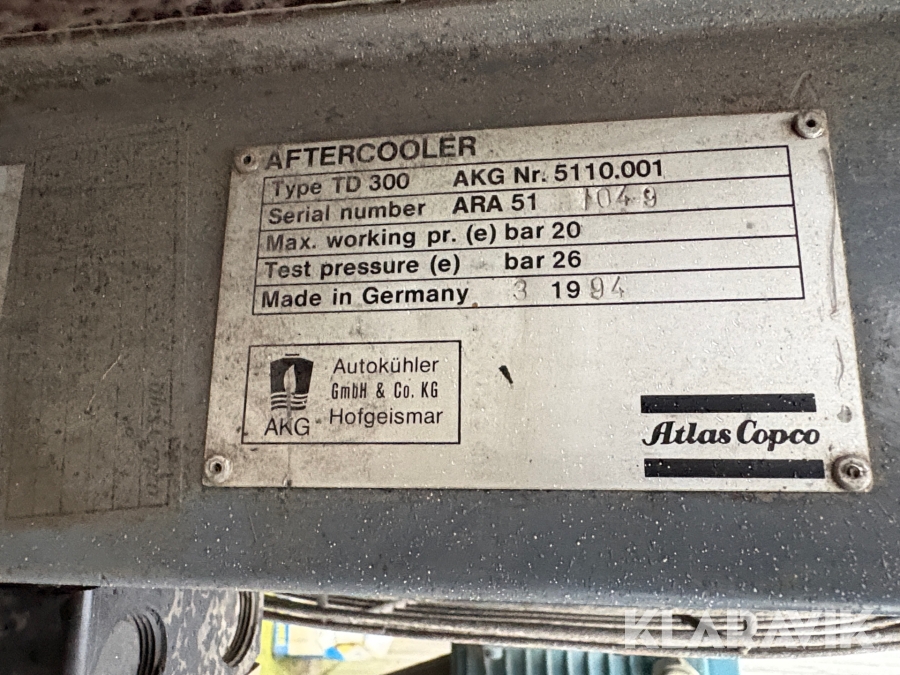 AFTERCOOLER
Type TD 300 AKG Nr. 5110.001
Serial number ARA 51 1049
Max. working pr. (e) bar 20
Test pressure (e) bar 26
Made in Germany 3 1994
Autokühler
GmbH & Co. KG
Hofgeismar
AKG
Atlas Copco
KLARAVIK